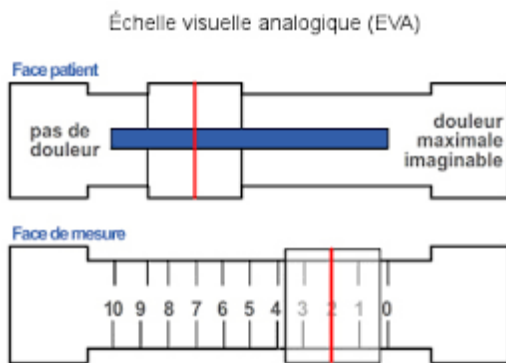 Échelle visuelle analogique (EVA)
Face patient
pas de
douleur
douleur
maximale
imaginable
Face de mesure
10 9 8 7 6 5 4 3 2 1 0